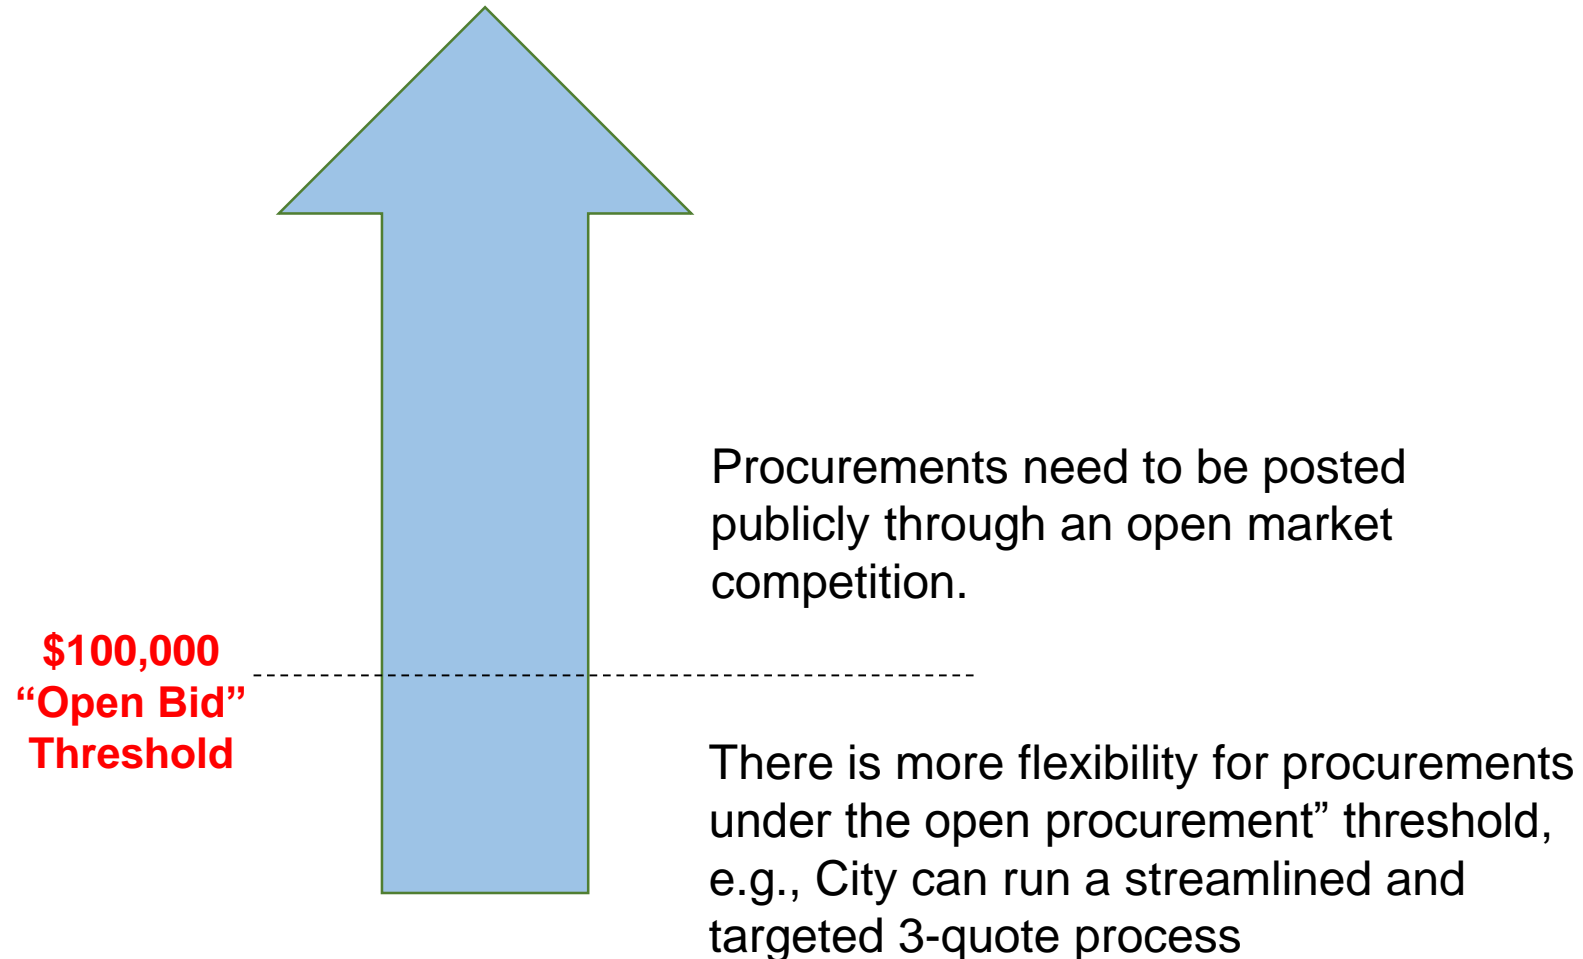 Procurements need to be posted
publicly through an open market
competition.
$100,000
“Open Bid”
Threshold
There is more flexibility for procurements
under the open procurement” threshold,
e.g., City can run a streamlined and
targeted 3-quote process